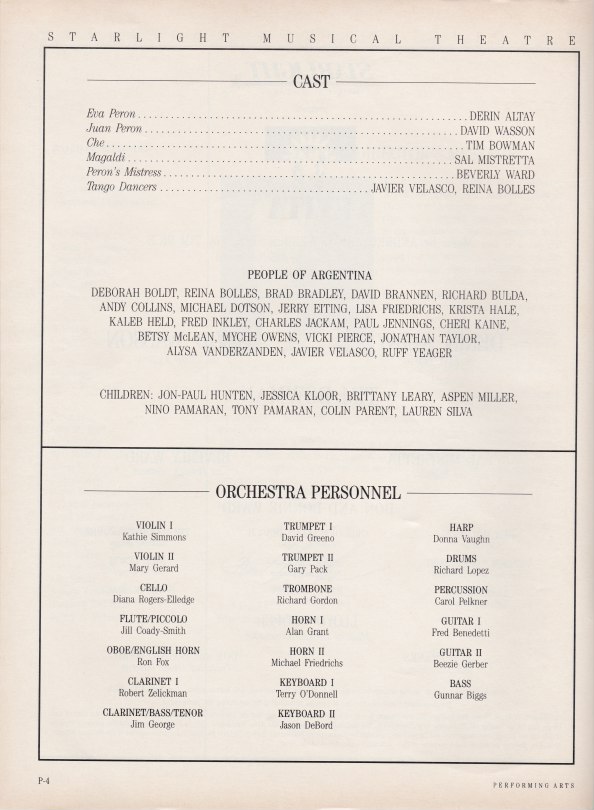 STARLIGHT MUSICAL THEATRE
CAST
Eva Peron . . . . . . . . . . . . . . . . . . . . . . . . . . . . . . . . . . . . . . . . DERIN ALTAY
Juan Peron . . . . . . . . . . . . . . . . . . . . . . . . . . . . . . . . . . . . . . . . DAVID WASSON
Che . . . . . . . . . . . . . . . . . . . . . . . . . . . . . . . . . . . . . . . . TIM BOWMAN
Magaldi . . . . . . . . . . . . . . . . . . . . . . . . . . . . . . . . . . . . . . . . SAL MISTRETTA
Peron's Mistress . . . . . . . . . . . . . . . . . . . . . . . . . . . . . . . . . . . . . . . . BEVERLY WARD
Tango Dancers . . . . . . . . . . . . . . . . . . . . . . . . . . . . . . JAVIER VELASCO, REINA BOLLES
PEOPLE OF ARGENTINA
DEBORAH BOLDT, REINA BOLLES, BRAD BRADLEY, DAVID BRANNEN, RICHARD BULDA,
ANDY COLLINS, MICHAEL DOTSON, JERRY EITING, LISA FRIEDRICHS, KRISTA HALE,
KALEB HELD, FRED INKLEY, CHARLES JACKAM, PAUL JENNINGS, CHERI KAINE,
BETSY McLEAN, MYCHE OWENS, VICKI PIERCE, JONATHAN TAYLOR,
ALYSA VANDERZANDEN, JAVIER VELASCO, RUFF YEAGER
CHILDREN: JON-PAUL HUNTEN, JESSICA KLOOR, BRITTANY LEARY, ASPEN MILLER,
NINO PAMARAN, TONY PAMARAN, COLIN PARENT, LAUREN SILVA
ORCHESTRA PERSONNEL
VIOLIN I
Kathie Simmons
VIOLIN II
Mary Gerard
CELLO
Diana Rogers-Elledge
FLUTE/PICCOLO
Jill Coady-Smith
OBOE/ENGLISH HORN
Ron Fox
CLARINET I
Robert Zelickman
CLARINET/BASS/TENOR
Jim George
TRUMPET I
David Greeno
TRUMPET II
Gary Pack
TROMBONE
Richard Gordon
HORN I
Alan Grant
HORN II
Michael Friedrichs
KEYBOARD I
Terry O'Donnell
KEYBOARD II
Jason DeBord
HARP
Donna Vaughn
DRUMS
Richard Lopez
PERCUSSION
Carol Pelkner
GUITAR I
Fred Benedetti
GUITAR II
Beezie Gerber
BASS
Gunnar Biggs
P-4
PERFORMING ARTS